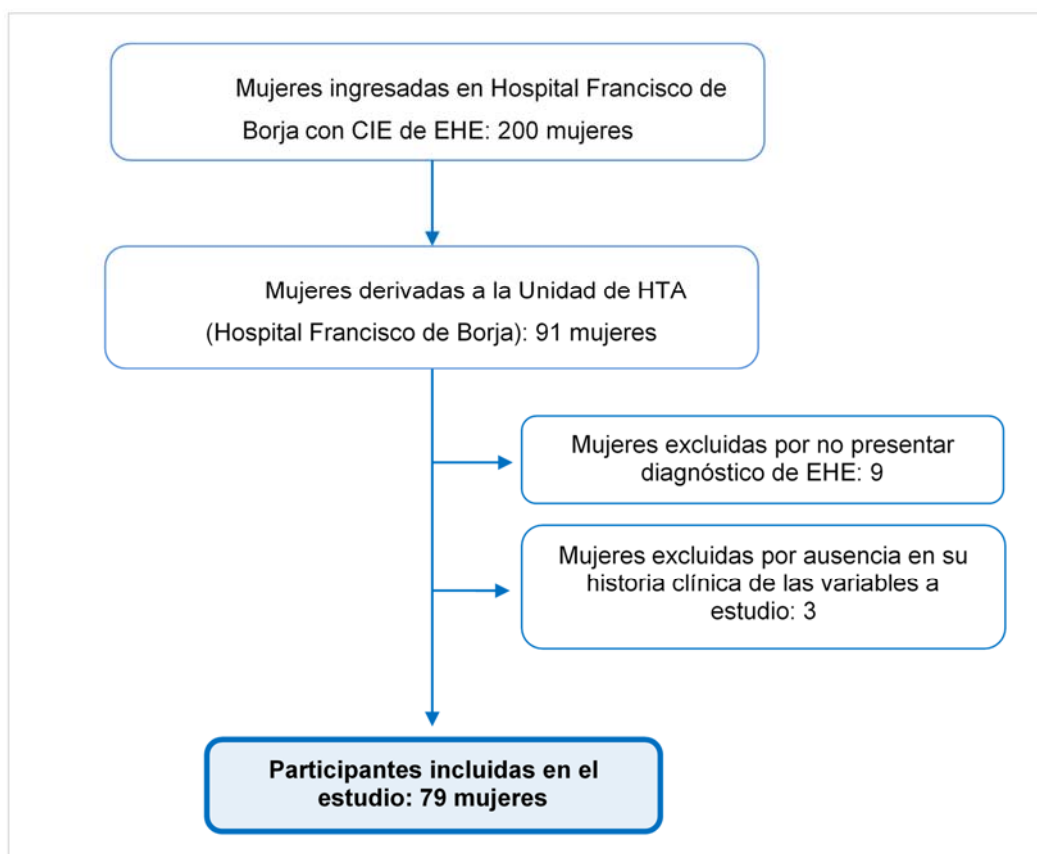 Mujeres ingresadas en Hospital Francisco de
Borja con CIE de EHE: 200 mujeres
Mujeres derivadas a la Unidad de HTA
(Hospital Francisco de Borja): 91 mujeres
Mujeres excluidas por no presentar
diagnóstico de EHE: 9
Mujeres excluidas por ausencia en su
historia clínica de las variables a
estudio: 3
Participantes incluidas en el
estudio: 79 mujeres